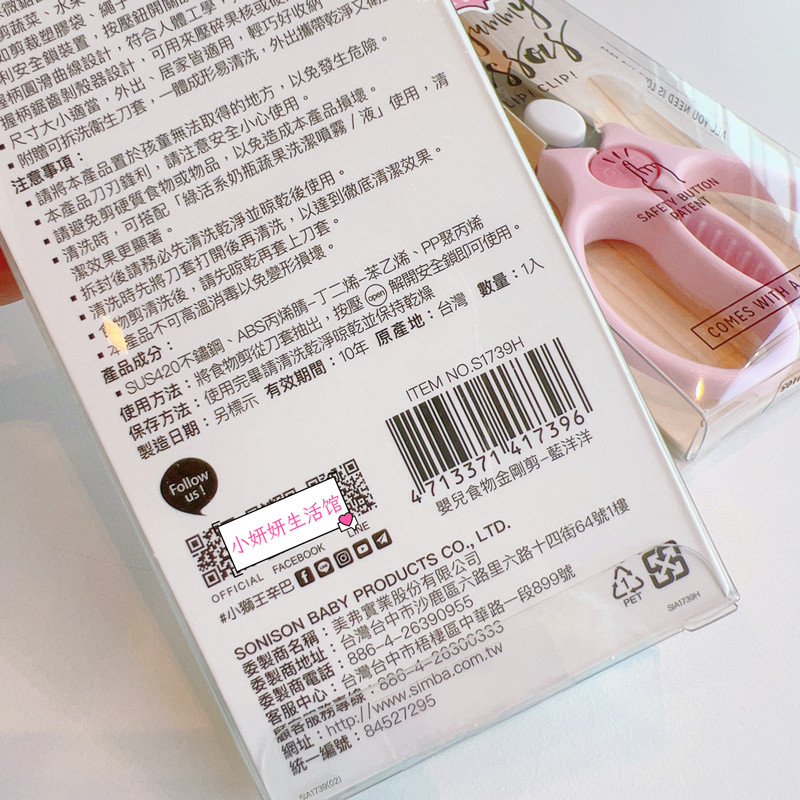 剪蔬菜、水果
如剪裁塑膠袋、按壓鈕開關
利安全鎖裝置，符合人體工學，
握柄圓滑曲線設計，可用來壓碎果核或
握柄鋸齒剝殼器設計，輕巧好收納
▪ 尺寸大小適當，外出、居家皆適用，
▪ 附贈可拆洗衛生刀套，一體成形易清洗，外出攜帶乾淨又衛
注意事項：
▪ 請將本產品置於孩童無法取得的地方，以免發生危險。
▪ 本產品刀刃鋒利，請注意安全小心使用。
▪ 請避免剪硬質食物或物品，以免造成本產品損壞。
▪ 清洗時，可搭配「綠活系奶瓶蔬果洗潔噴霧/液」使用，清
潔效果更顯著。
▪ 拆封後請務必先清洗乾淨並晾乾後使用。
▪ 清洗時先將刀套打開後再清洗，以達到徹底清潔效果。
▪ 食物剪清洗後，請先晾乾再套上刀套。
▪ 本產品不可高溫消毒以免變形損壞。
產品成分：
▪ SUS420不鏽鋼、ABS丙烯腈-丁二烯-苯乙烯、PP聚丙烯
使用方法：將食物剪從刀套抽出，按壓 open 解開安全鎖即可使用。
保存方法：使用完畢請清洗乾淨晾乾並保持乾燥
製造日期：另標示 有效期間：10年 原產地：台灣 數量：1入
ITEM NO.S1739H
4713371417396
嬰兒食物金剛剪-藍洋洋
Follow us !
小妍妍生活馆
OFFICIAL FACEBOOK LINE
#小獅王辛巴
SONISON BABY PRODUCTS CO., LTD.
委製商名稱：美弗實業股份有限公司
委製商地址：台灣台中市沙鹿區六路里六路十四街64號1樓
委製商電話：886-4-26390955
客服中心：台灣台中市梧棲區中華路一段899號
顧客服務專線：886-4-26300333
網址：http://www.simba.com.tw
統一編號：84527295
SIA1739(02)
1
PET
SIA1739H
CLIP! CLIP!
ALL YOU NEED IS
SAFETY BUTTON
PATENT
COMES WITH A